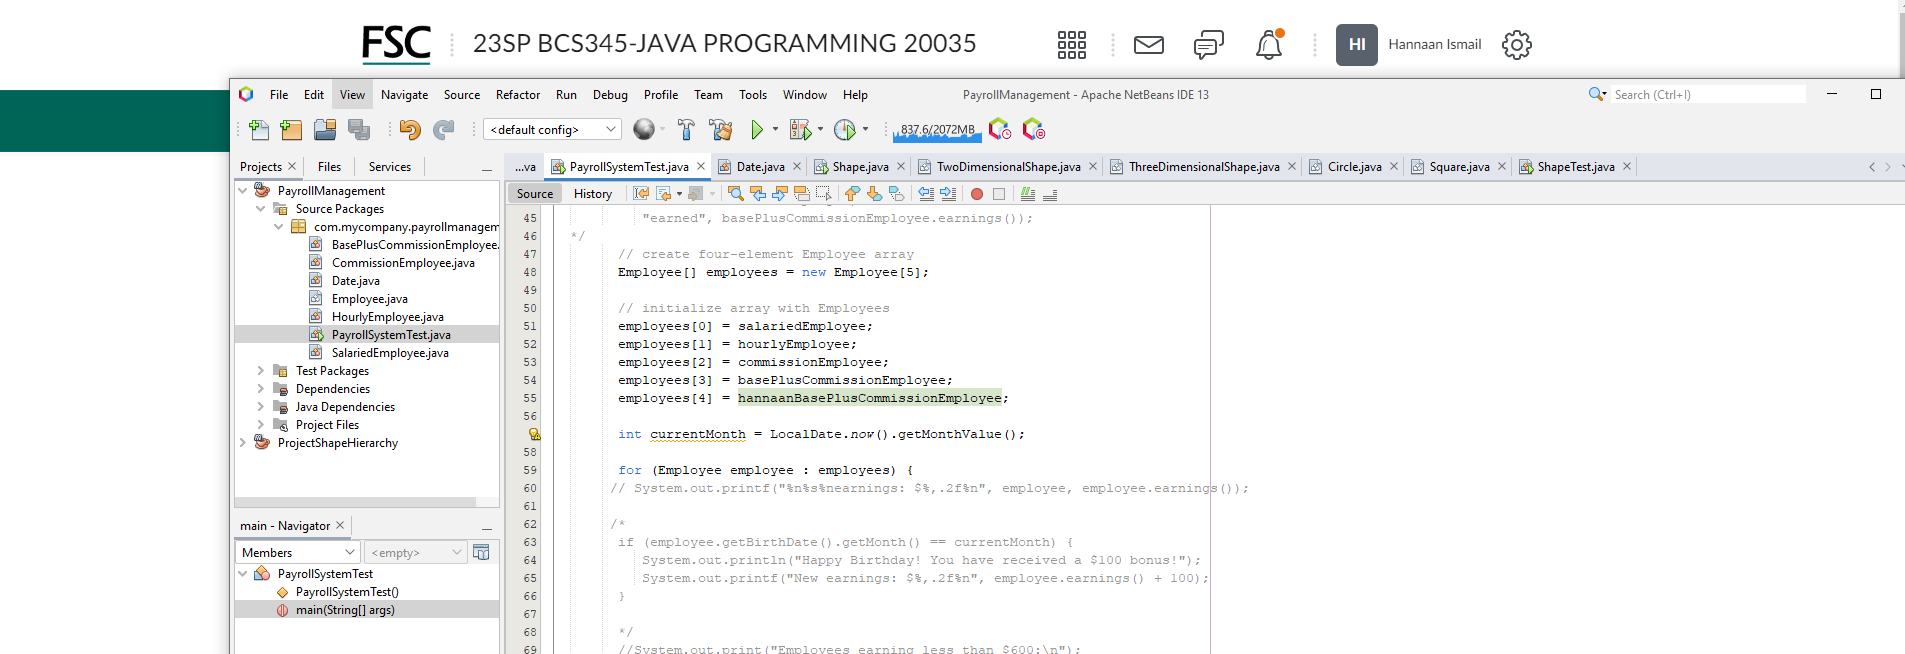 FSC 23SP BCS345-JAVA PROGRAMMING 20035 HI Hannaan Ismail
File Edit View Navigate Source Refactor Run Debug Profile Team Tools Window Help PayrollManagement - Apache NetBeans IDE 13 Search (Ctrl+I)
<default config> 837.6/2072MB
Projects Files Services
...va PayrollSystemTest.java Date.java Shape.java TwoDimensionalShape.java ThreeDimensionalShape.java Circle.java Square.java ShapeTest.java
PayrollManagement
Source Packages
com.mycompany.payrollmanagem
BasePlusCommissionEmployee.
CommissionEmployee.java
Date.java
Employee.java
HourlyEmployee.java
PayrollSystemTest.java
SalariedEmployee.java
Test Packages
Dependencies
Java Dependencies
Project Files
ProjectShapeHierarchy
main - Navigator
Members <empty>
PayrollSystemTest
PayrollSystemTest()
main(String[] args)
Source History
45 "earned", basePlusCommissionEmployee.earnings());
46 */
47 // create four-element Employee array
48 Employee[] employees = new Employee[5];
49
50 // initialize array with Employees
51 employees[0] = salariedEmployee;
52 employees[1] = hourlyEmployee;
53 employees[2] = commissionEmployee;
54 employees[3] = basePlusCommissionEmployee;
55 employees[4] = hannaanBasePlusCommissionEmployee;
56
int currentMonth = LocalDate.now().getMonthValue();
58
59 for (Employee employee : employees) {
60 // System.out.printf("%n%s%nearnings: $%,.2f%n", employee, employee.earnings());
61
62 /*
63 if (employee.getBirthDate().getMonth() == currentMonth) {
64 System.out.println("Happy Birthday! You have received a $100 bonus!");
65 System.out.printf("New earnings: $%,.2f%n", employee.earnings() + 100);
66 }
67
68 */
69 //System.out.print("Employees earning less than $600:\n");